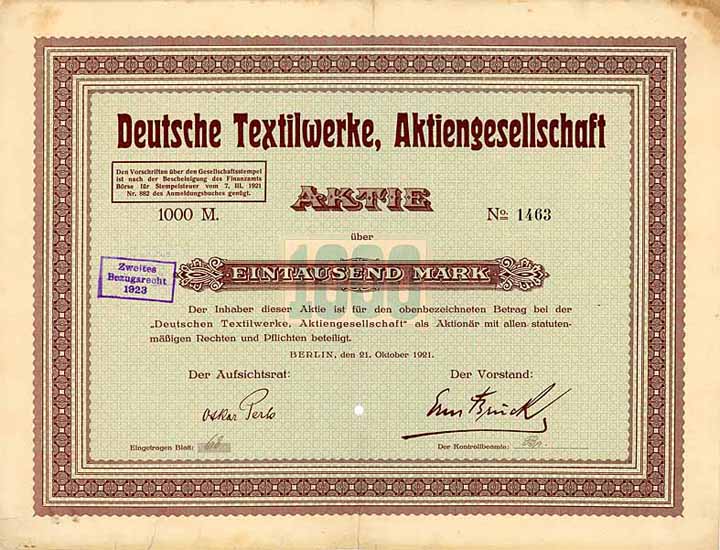 Deutsche Textilwerke, Aktiengesellschaft
Den Vorschriften über den Gesellschaftsstempel
ist nach der Bescheinigung des Finanzamts
Börse für Stempelsteuer vom 7. III. 1921
Nr. 882 des Anmeldungsbuches genügt.
AKTIE
1000 M.
No. 1463
über
1000
EINTAUSEND MARK
Zweites
Bezugsrecht
1923
Der Inhaber dieser Aktie ist für den obenbezeichneten Betrag bei der
„Deutschen Textilwerke, Aktiengesellschaft“ als Aktionär mit allen statuten-
mäßigen Rechten und Pflichten beteiligt.
BERLIN, den 21. Oktober 1921.
Der Aufsichtsrat:
Der Vorstand:
Oskar Perls
Eingetragen Blatt: 68
Der Kontrollbeamte: